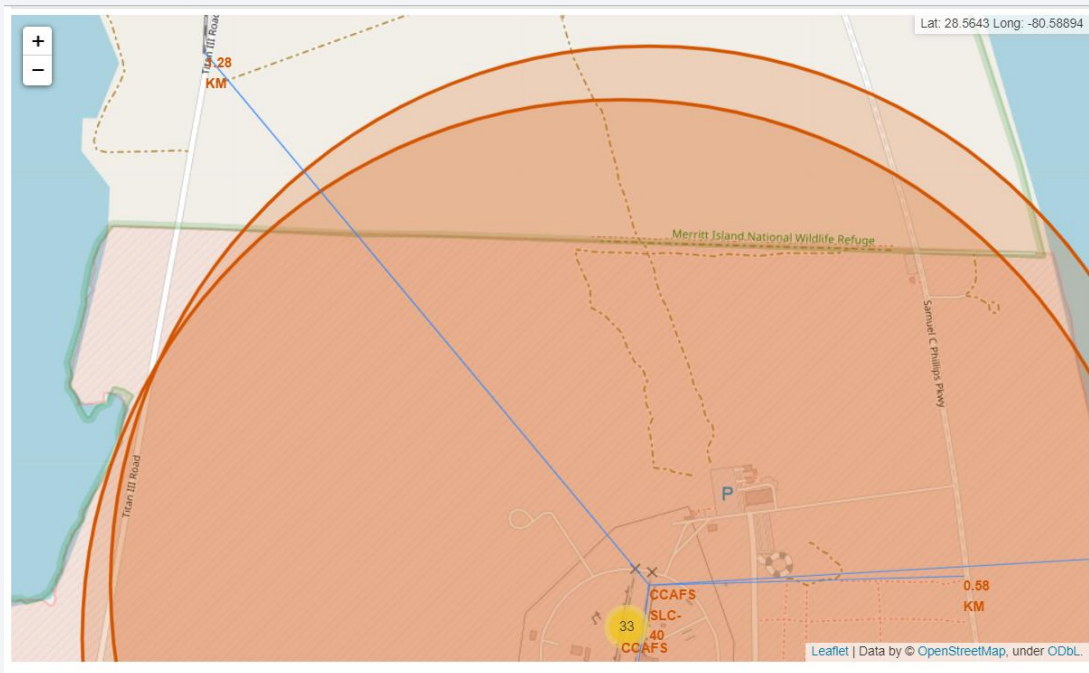 +
−
Lat: 28.5643 Long: -80.58894
Titan III Road
1.28
KM
Merritt Island National Wildlife Refuge
Samuel C Phillips Pkwy
Titan III Road
P
CCAFS
SLC-
40
CCAFS
33
0.58
KM
Leaflet | Data by © OpenStreetMap, under ODbL.